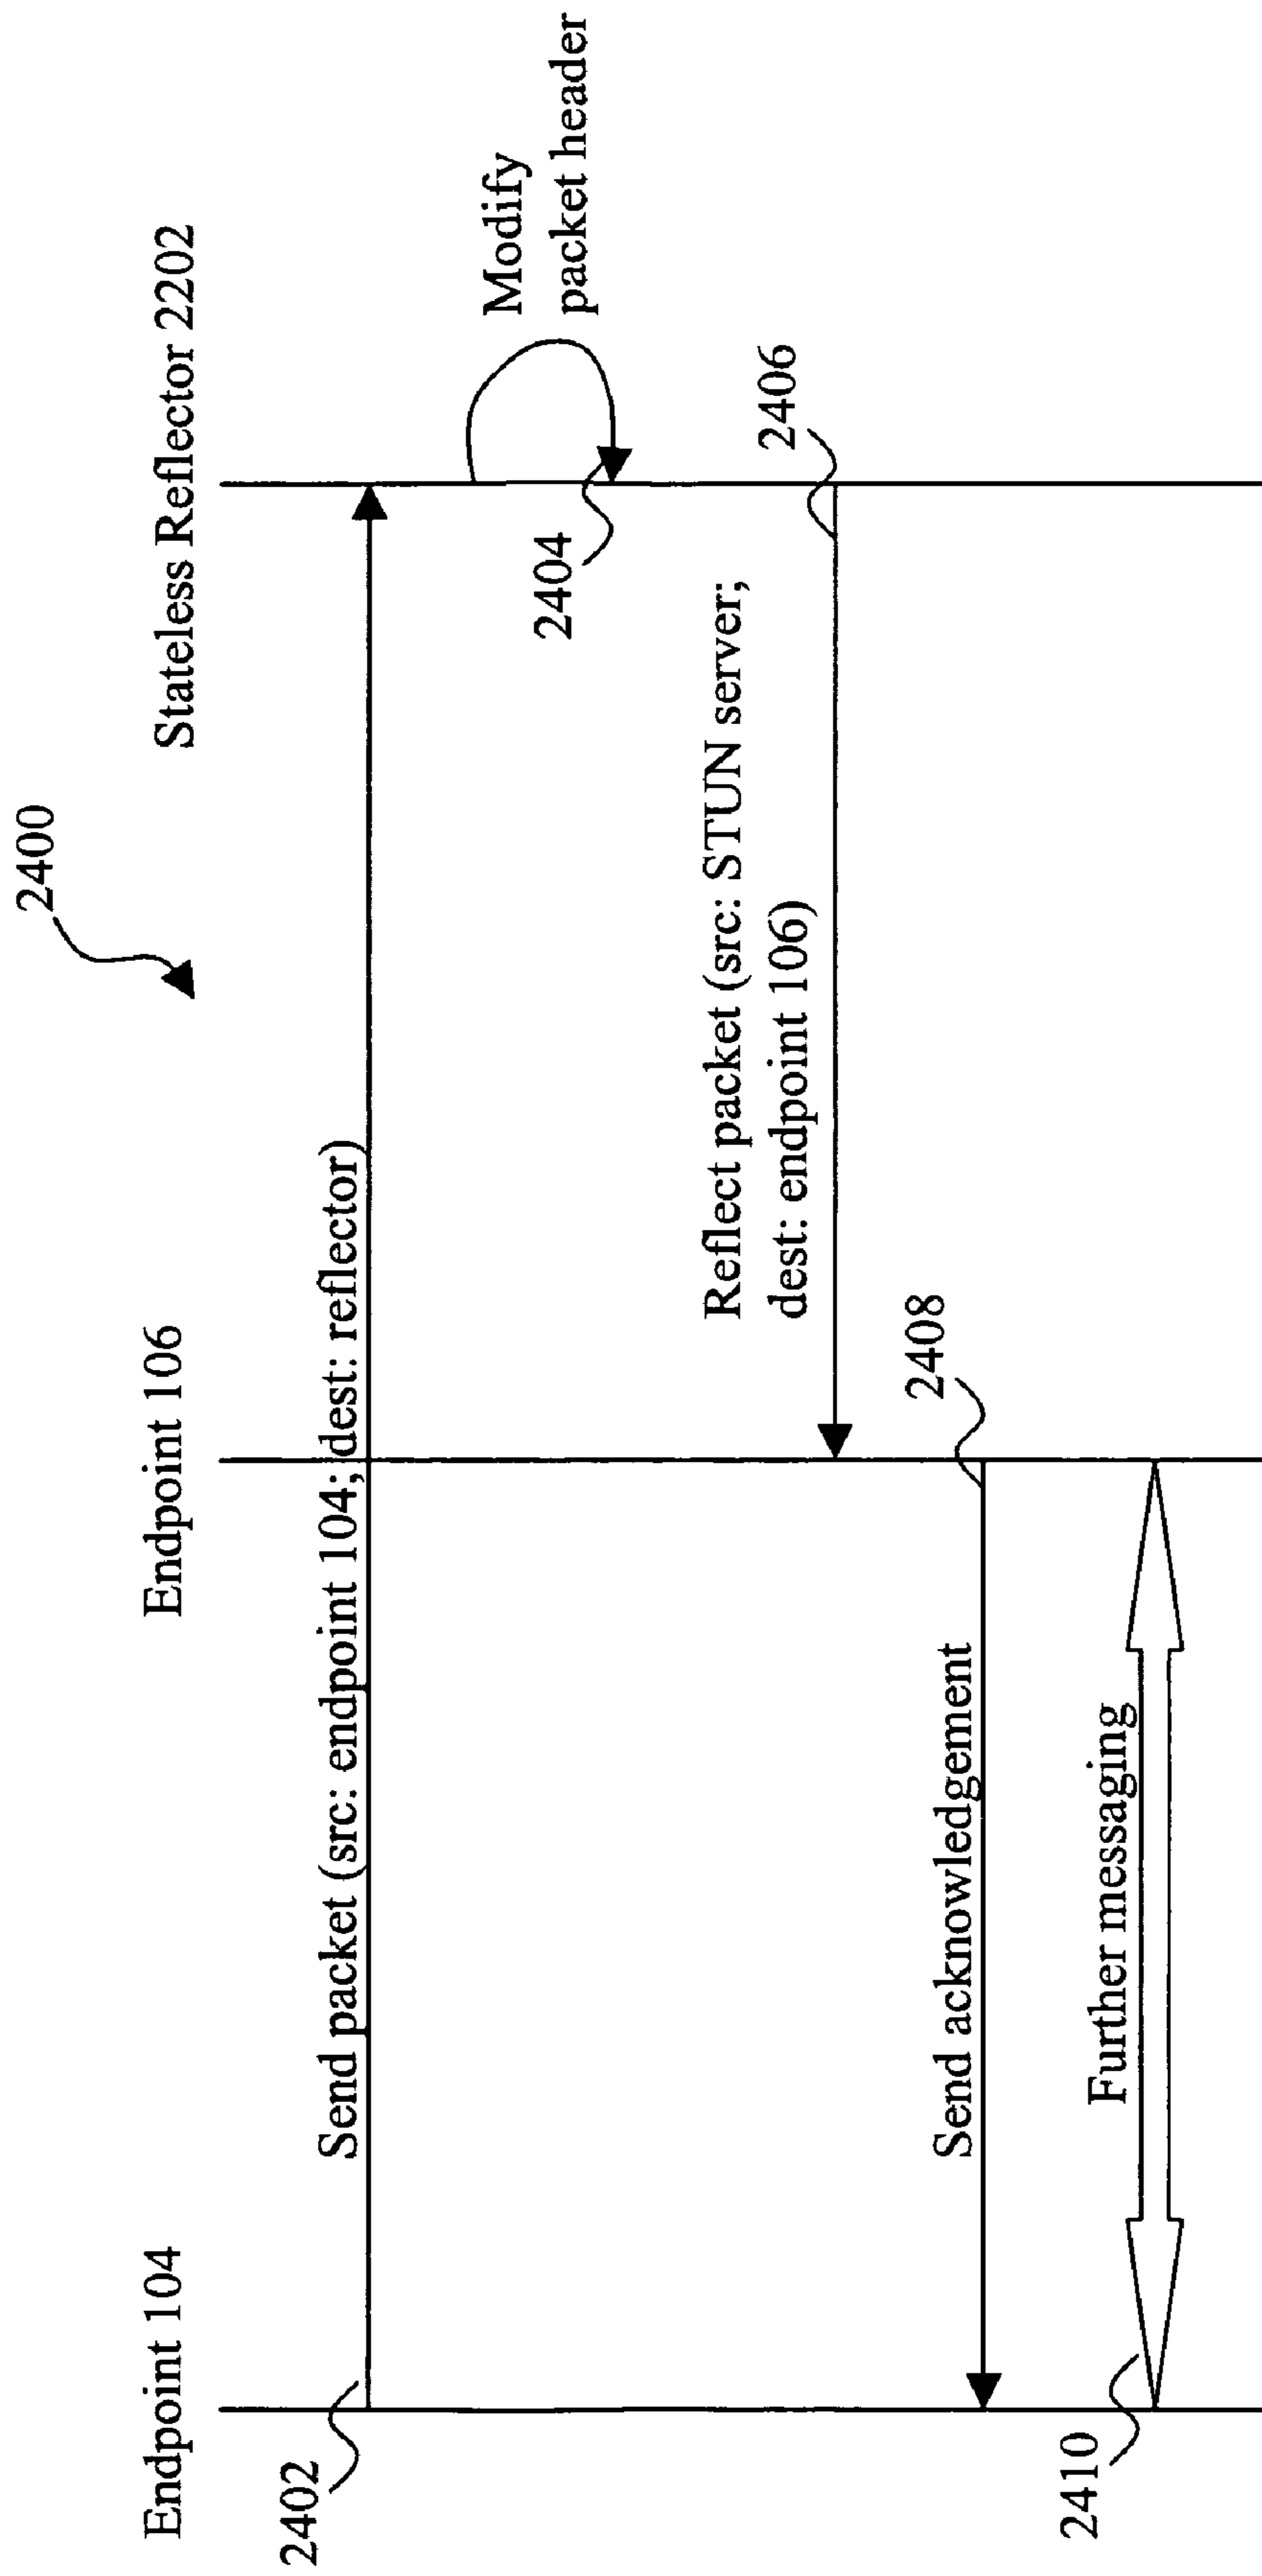 2400
Endpoint 104
Endpoint 106
Stateless Reflector 2202
2402
Send packet (src: endpoint 104; dest: reflector)
Modify
packet header
2404
Reflect packet (src: STUN server;
dest: endpoint 106)
2406
2408
Send acknowledgement
Further messaging
2410